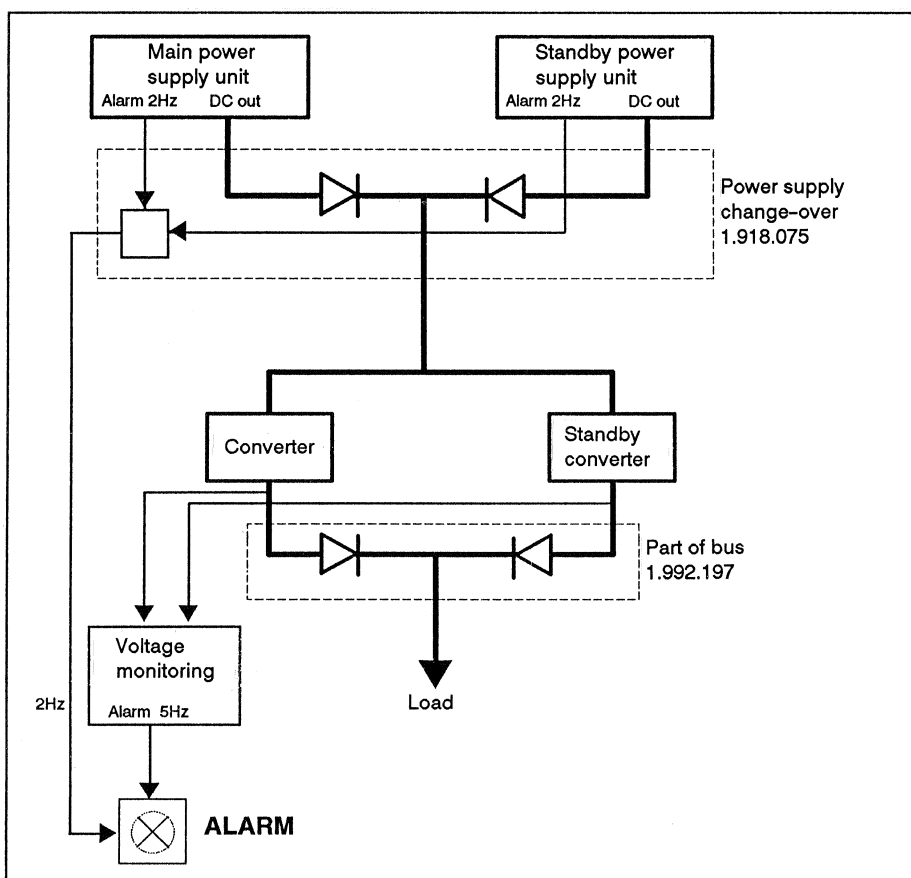 Main power
supply unit
Alarm 2Hz DC out
Standby power
supply unit
Alarm 2Hz DC out
Power supply
change-over
1.918.075
Converter
Standby
converter
Part of bus
1.992.197
Voltage
monitoring
Alarm 5Hz
Load
2Hz
ALARM